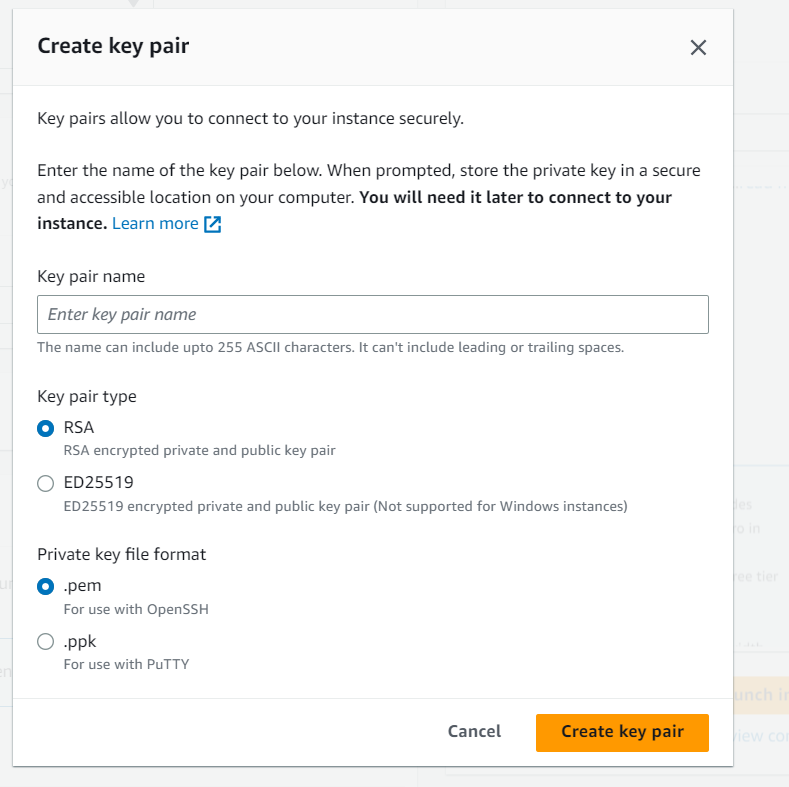 Create key pair
Key pairs allow you to connect to your instance securely.
Enter the name of the key pair below. When prompted, store the private key in a secure
and accessible location on your computer. You will need it later to connect to your
instance. Learn more
Key pair name
Enter key pair name
The name can include upto 255 ASCII characters. It can't include leading or trailing spaces.
Key pair type
RSA
RSA encrypted private and public key pair
ED25519
ED25519 encrypted private and public key pair (Not supported for Windows instances)
Private key file format
.pem
For use with OpenSSH
.ppk
For use with PuTTY
Cancel
Create key pair